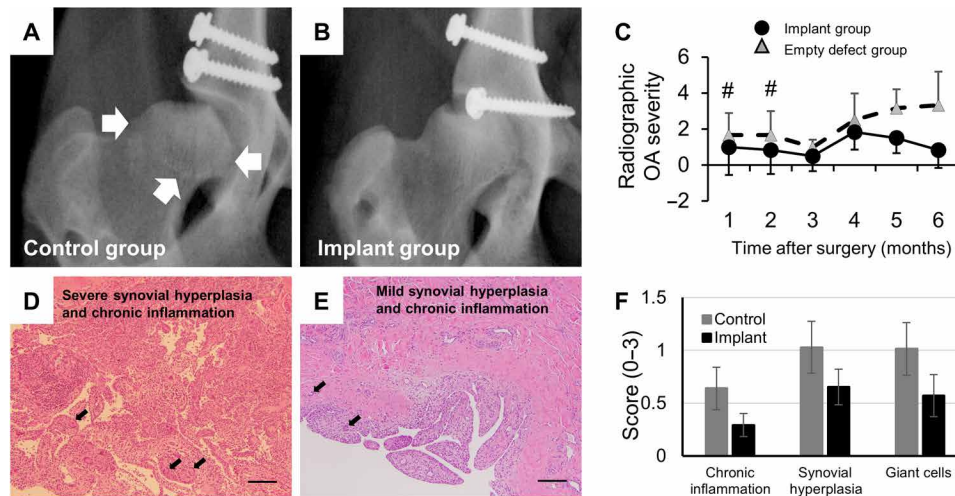 A
Control group
B
Implant group
C
Implant group
Empty defect group
Radiographic
OA severity
6
4
2
0
−2
#
#
1 2 3 4 5 6
Time after surgery (months)
D
Severe synovial hyperplasia
and chronic inflammation
E
Mild synovial hyperplasia
and chronic inflammation
F
Control
Implant
Score (0–3)
1.5
1
0.5
0
Chronic
inflammation
Synovial
hyperplasia
Giant cells